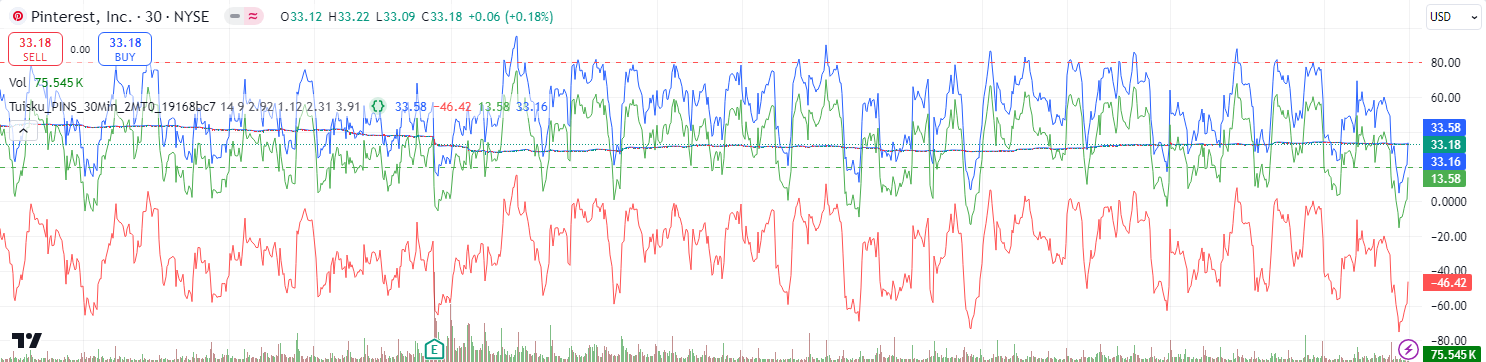 Pinterest, Inc. · 30 · NYSE O33.12 H33.22 L33.09 C33.18 +0.06 (+0.18%)
USD
33.18 SELL
0.00
33.18 BUY
Vol 75.545 K
Tuisku_PINS_30Min_2MT0_19168bc7 14 9 2.92 1.12 2.31 3.91 {} 33.58 −46.42 13.58 33.16
80.00
60.00
33.58
33.18
33.16
13.58
0.0000
−20.00
−40.00
−46.42
−60.00
−80.00
75.545 K
E